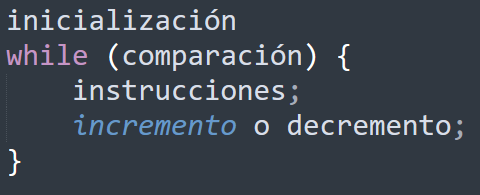 inicialización
while (comparación) {
instrucciones;
incremento o decremento;
}